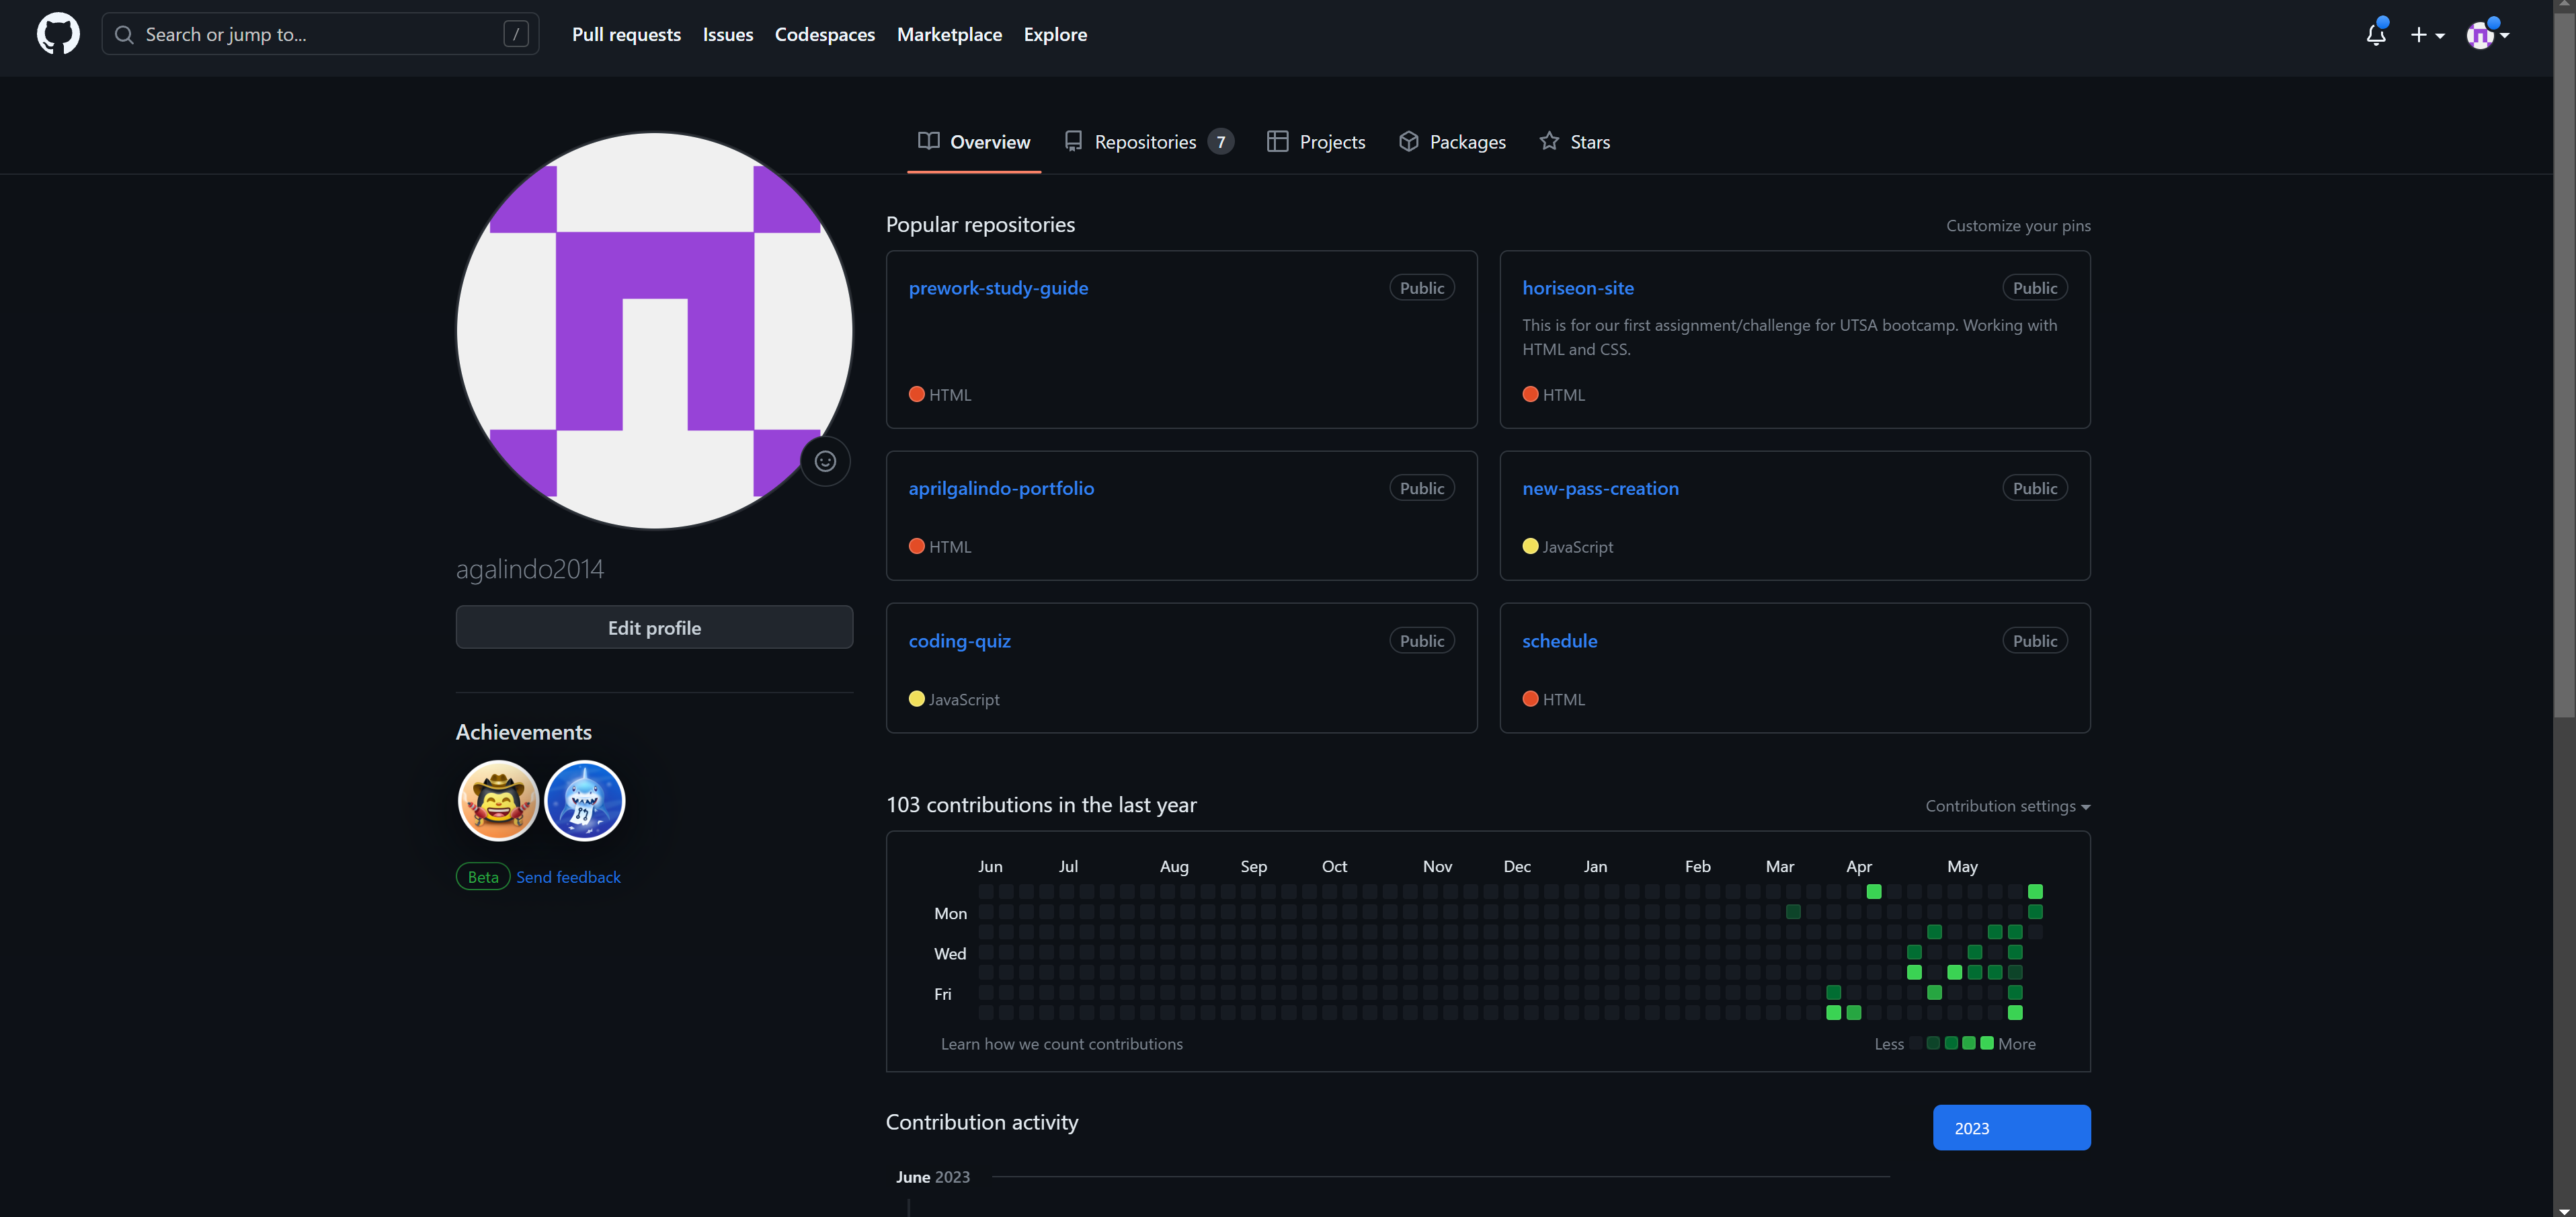 Search or jump to... /
Pull requests Issues Codespaces Marketplace Explore
Overview Repositories 7 Projects Packages Stars
agalindo2014
Edit profile
Achievements
Beta Send feedback
Popular repositories Customize your pins
prework-study-guide Public
HTML
horiseon-site Public
This is for our first assignment/challenge for UTSA bootcamp. Working with
HTML and CSS.
HTML
aprilgalindo-portfolio Public
HTML
new-pass-creation Public
JavaScript
coding-quiz Public
JavaScript
schedule Public
HTML
103 contributions in the last year Contribution settings
Jun Jul Aug Sep Oct Nov Dec Jan Feb Mar Apr May
Mon
Wed
Fri
Learn how we count contributions Less More
Contribution activity 2023
June 2023